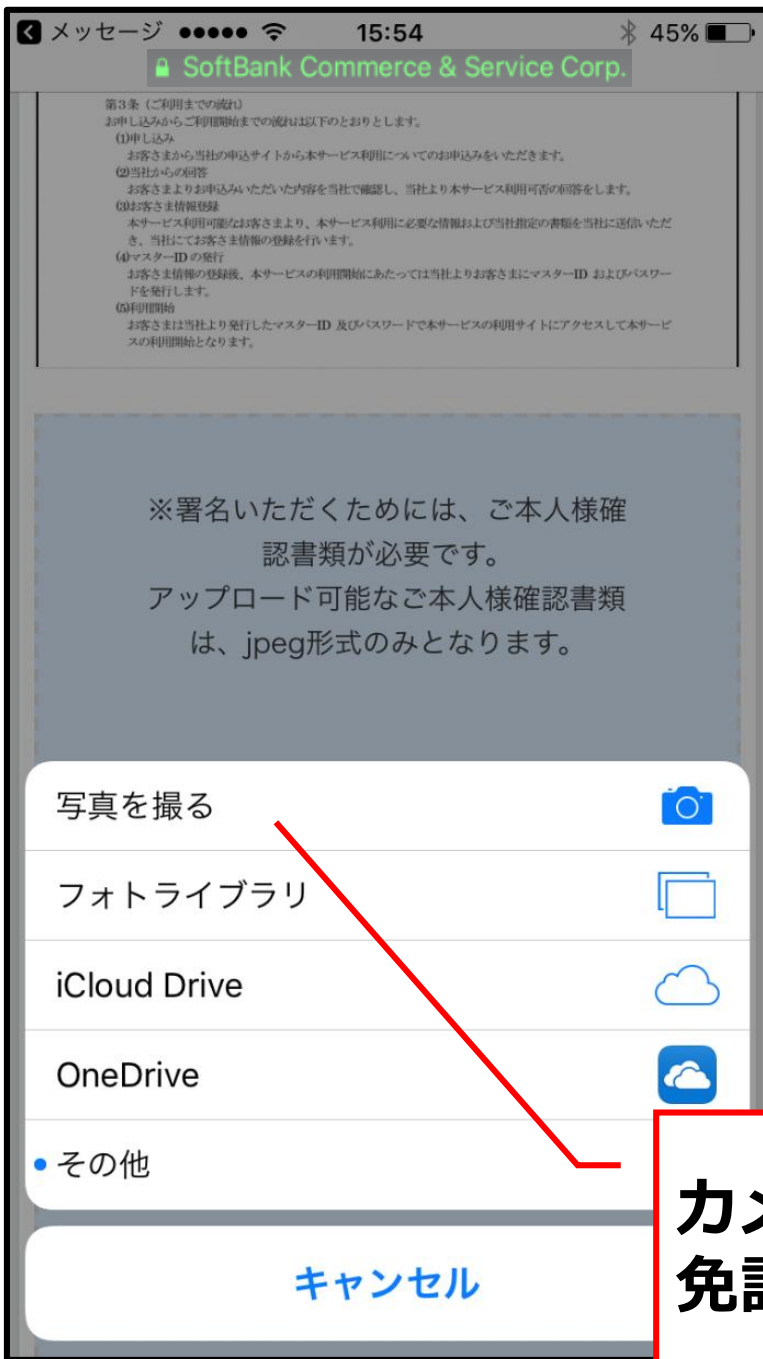 メッセージ 15:54 45%
SoftBank Commerce & Service Corp.
第3条（ご利用までの流れ）
お申し込みからご利用開始までの流れは以下のとおりとします。
(1)申し込み
お客さまから当社の申込サイトから本サービス利用についてのお申込みをいただきます。
(2)当社からの回答
お客さまよりお申込みいただいた内容を当社で確認し、当社より本サービス利用可否の回答をします。
(3)お客さま情報登録
本サービス利用可能なお客さまより、本サービス利用に必要な情報および当社指定の書類を当社に送信いただ
き、当社にてお客さま情報の登録を行います。
(4)マスターID の発行
お客さま情報の登録後、本サービスの利用開始にあたっては当社よりお客さまにマスターID およびパスワー
ドを発行します。
(5)利用開始
お客さまは当社より発行したマスターID 及びパスワードで本サービスの利用サイトにアクセスして本サービ
スの利用開始となります。
※署名いただくためには、ご本人様確
認書類が必要です。
アップロード可能なご本人様確認書類
は、jpeg形式のみとなります。
写真を撮る
フォトライブラリ
iCloud Drive
OneDrive
その他
キャンセル
カメ
免許